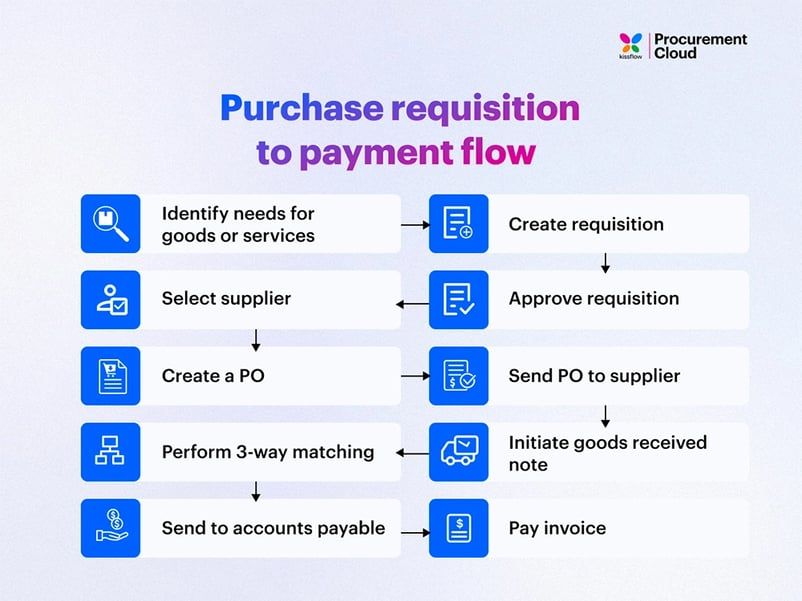 kissflow
Procurement
Cloud
Purchase requisition
to payment flow
Identify needs for
goods or services
Create requisition
Select supplier
Approve requisition
Create a PO
Send PO to supplier
Perform 3-way matching
Initiate goods received
note
Send to accounts payable
Pay invoice